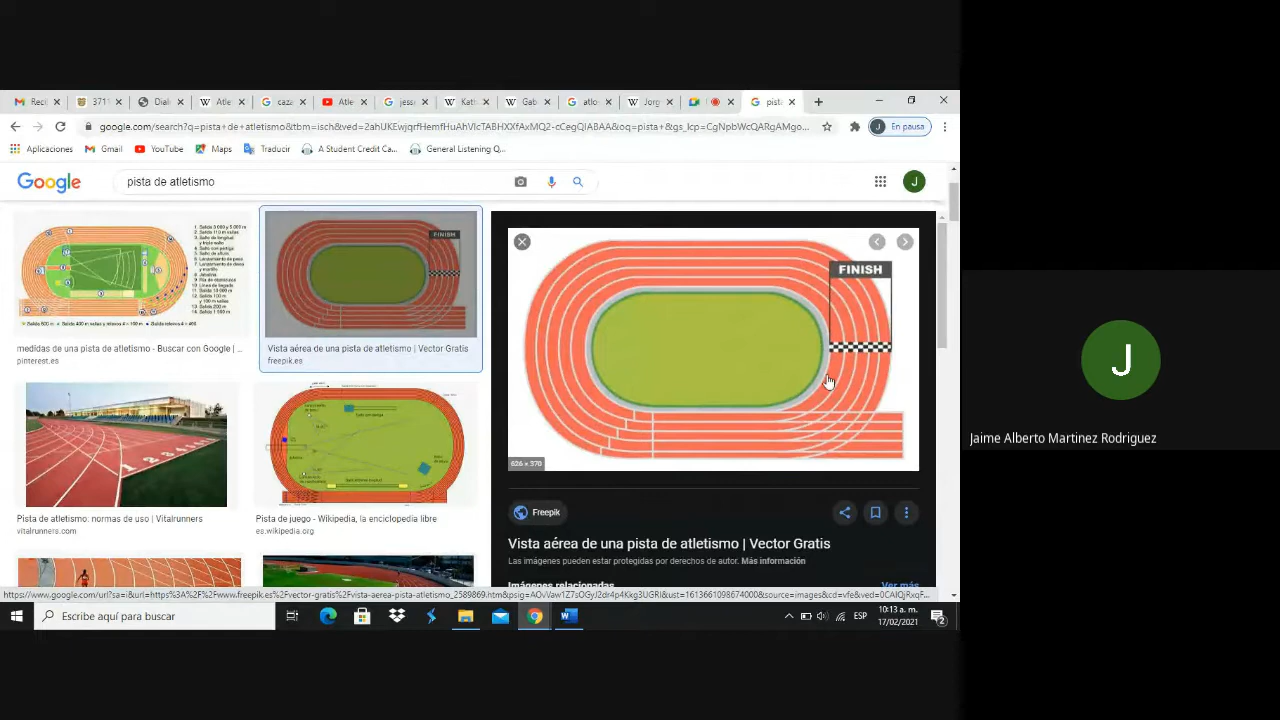 Reci
3711
Dial
Atle
caza
Atle
jess
Kath
Gab
atlo
Jorg
pista
google.com/search?q=pista+de+atletismo&tbm=isch&ved=2ahUKEwjqrfHemfHuAhVIcTABHXXfAxMQ2-cCegQIABAA&oq=pista+&gs_lcp=CgNpbWcQARgAMgo...
J
En pausa
Aplicaciones
Gmail
YouTube
Maps
Traducir
A Student Credit Ca...
General Listening Q...
Google
pista de atletismo
J
medidas de una pista de atletismo - Buscar con Google | ...
pinterest.es
FINISH
Vista aérea de una pista de atletismo | Vector Gratis
freepik.es
Pista de atletismo: normas de uso | Vitalrunners
vitalrunners.com
Pista de juego - Wikipedia, la enciclopedia libre
es.wikipedia.org
FINISH
626 × 370
Freepik
Vista aérea de una pista de atletismo | Vector Gratis
Las imágenes pueden estar protegidas por derechos de autor. Más información
Imágenes relacionadas
Ver más
J
Jaime Alberto Martinez Rodriguez
Escribe aquí para buscar
ESP
10:13 a. m.
17/02/2021
2